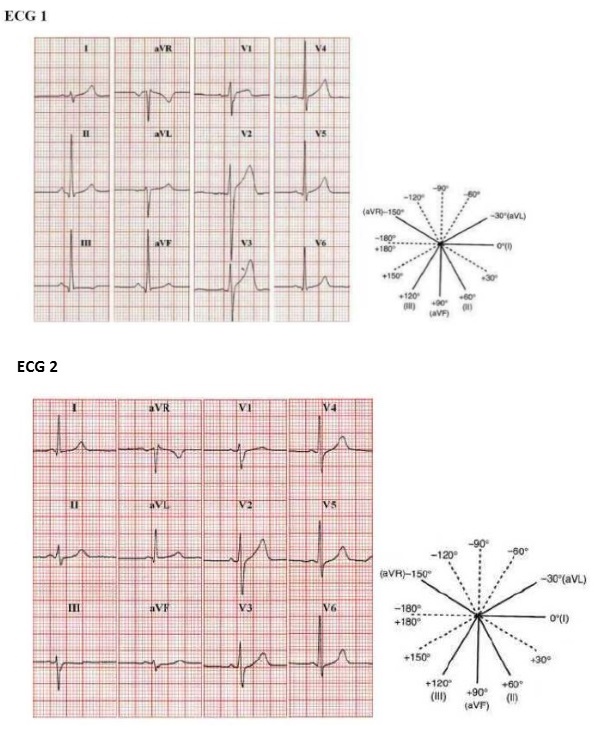 ECG 1
I aVR V1 V4
II aVL V2 V5
III aVF V3 V6
-90°
-120° -60°
(aVR)-150° -30°(aVL)
-180°
+180°
0°(I)
+150° +30°
+120° +60°
(III) +90° (II)
(aVF)
ECG 2
I aVR V1 V4
II aVL V2 V5
III aVF V3 V6
-90°
-120° -60°
(aVR)-150° -30°(aVL)
-180°
+180°
0°(I)
+150° +30°
+120° +90° +60°
(III) (aVF) (II)